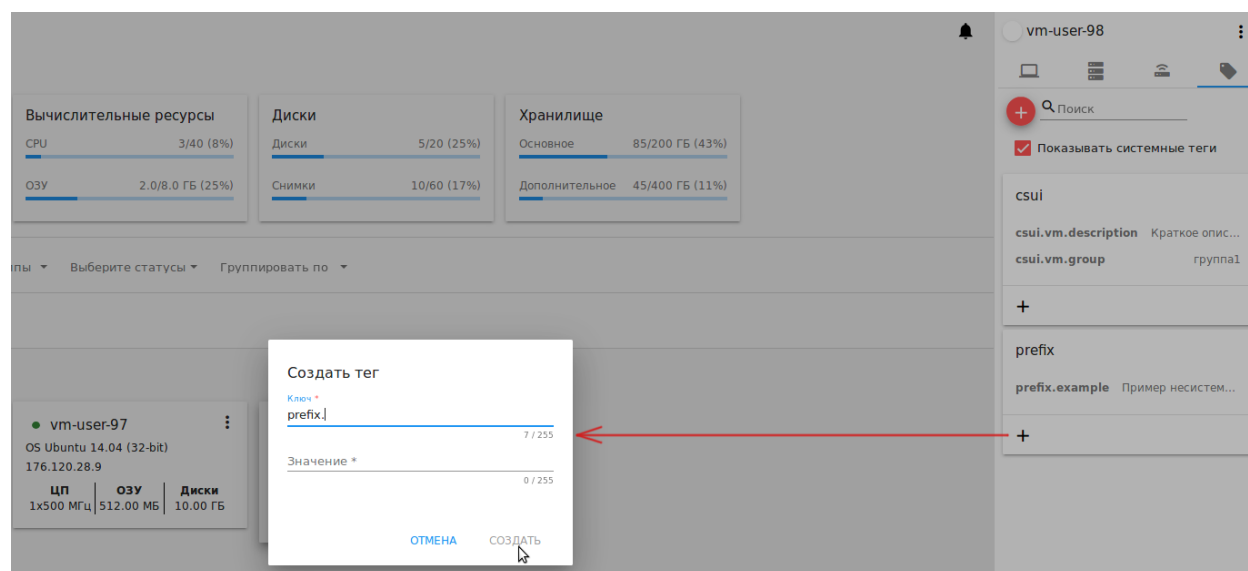 vm-user-98
Поиск
Показывать системные теги
Вычислительные ресурсы
CPU 3/40 (8%)
ОЗУ 2.0/8.0 ГБ (25%)
Диски
Диски 5/20 (25%)
Снимки 10/60 (17%)
Хранилище
Основное 85/200 ГБ (43%)
Дополнительное 45/400 ГБ (11%)
csui
csui.vm.description Краткое опис...
csui.vm.group группа1
+
ппы Выберите статусы Группировать по
prefix
prefix.example Пример несистем...
+
Создать тег
Ключ *
prefix.
7 / 255
Значение *
0 / 255
ОТМЕНА СОЗДАТЬ
vm-user-97
OS Ubuntu 14.04 (32-bit)
176.120.28.9
ЦП ОЗУ Диски
1x500 МГц 512.00 МБ 10.00 ГБ